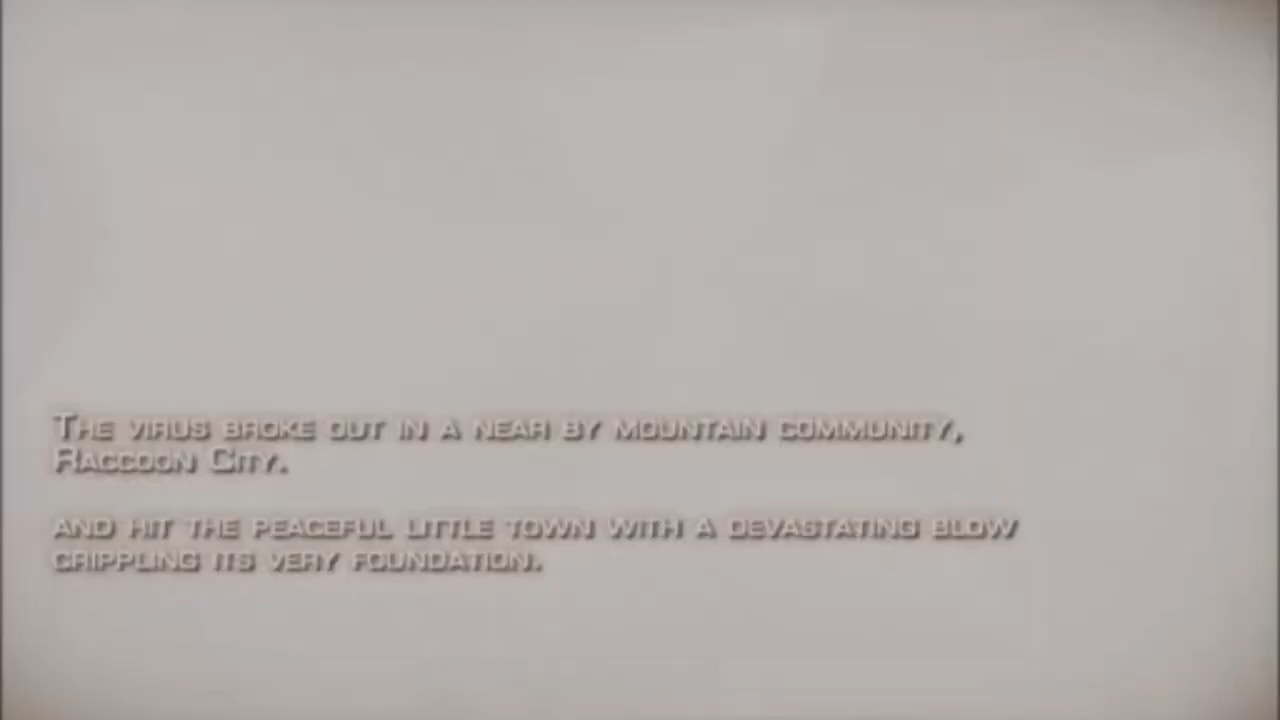 The virus broke out in a near by mountain community,
Raccoon City.
and hit the peaceful little town with a devastating blow
crippling its very foundation.